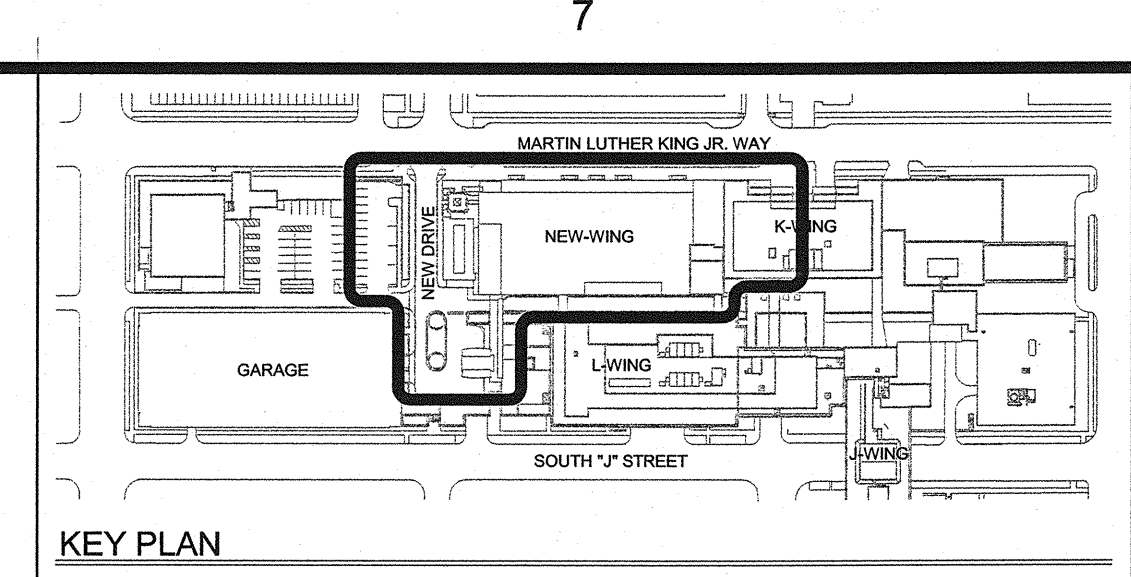 7
MARTIN LUTHER KING JR. WAY
NEW DRIVE
NEW-WING
K-WING
GARAGE
L-WING
SOUTH "J" STREET
J-WING
KEY PLAN